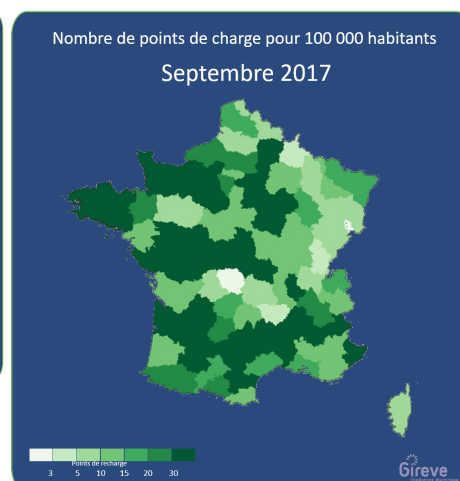 Nombre de points de charge pour 100 000 habitants
Septembre 2017
Points de recharge
3 5 10 15 20 30
Gireve